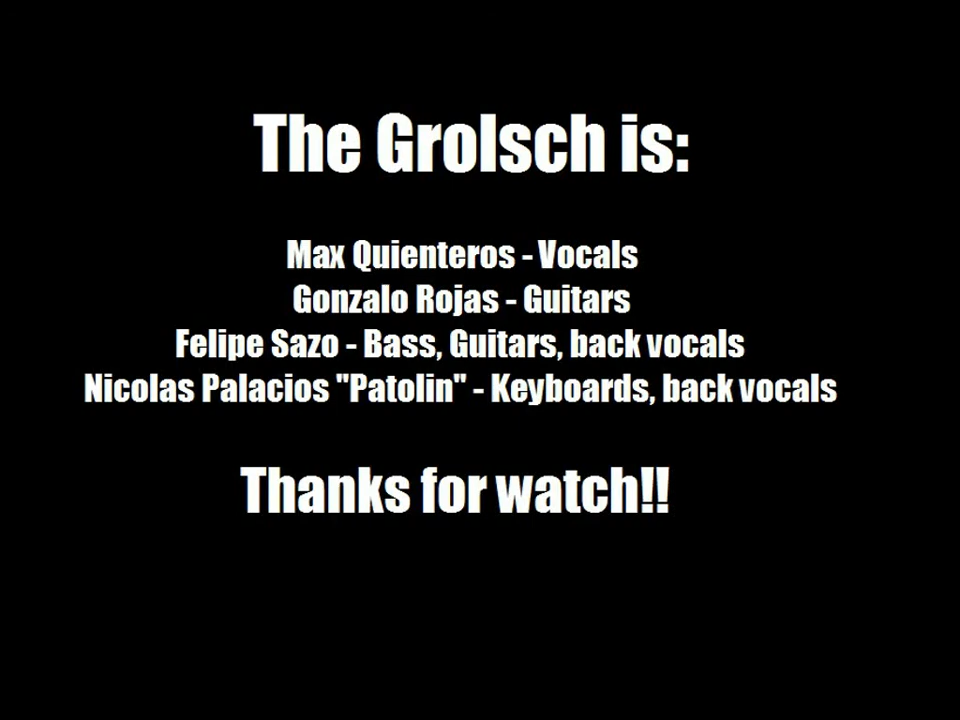 The Grolsch is:
Max Quienteros - Vocals
Gonzalo Rojas - Guitars
Felipe Sazo - Bass, Guitars, back vocals
Nicolas Palacios "Patolin" - Keyboards, back vocals
Thanks for watch!!